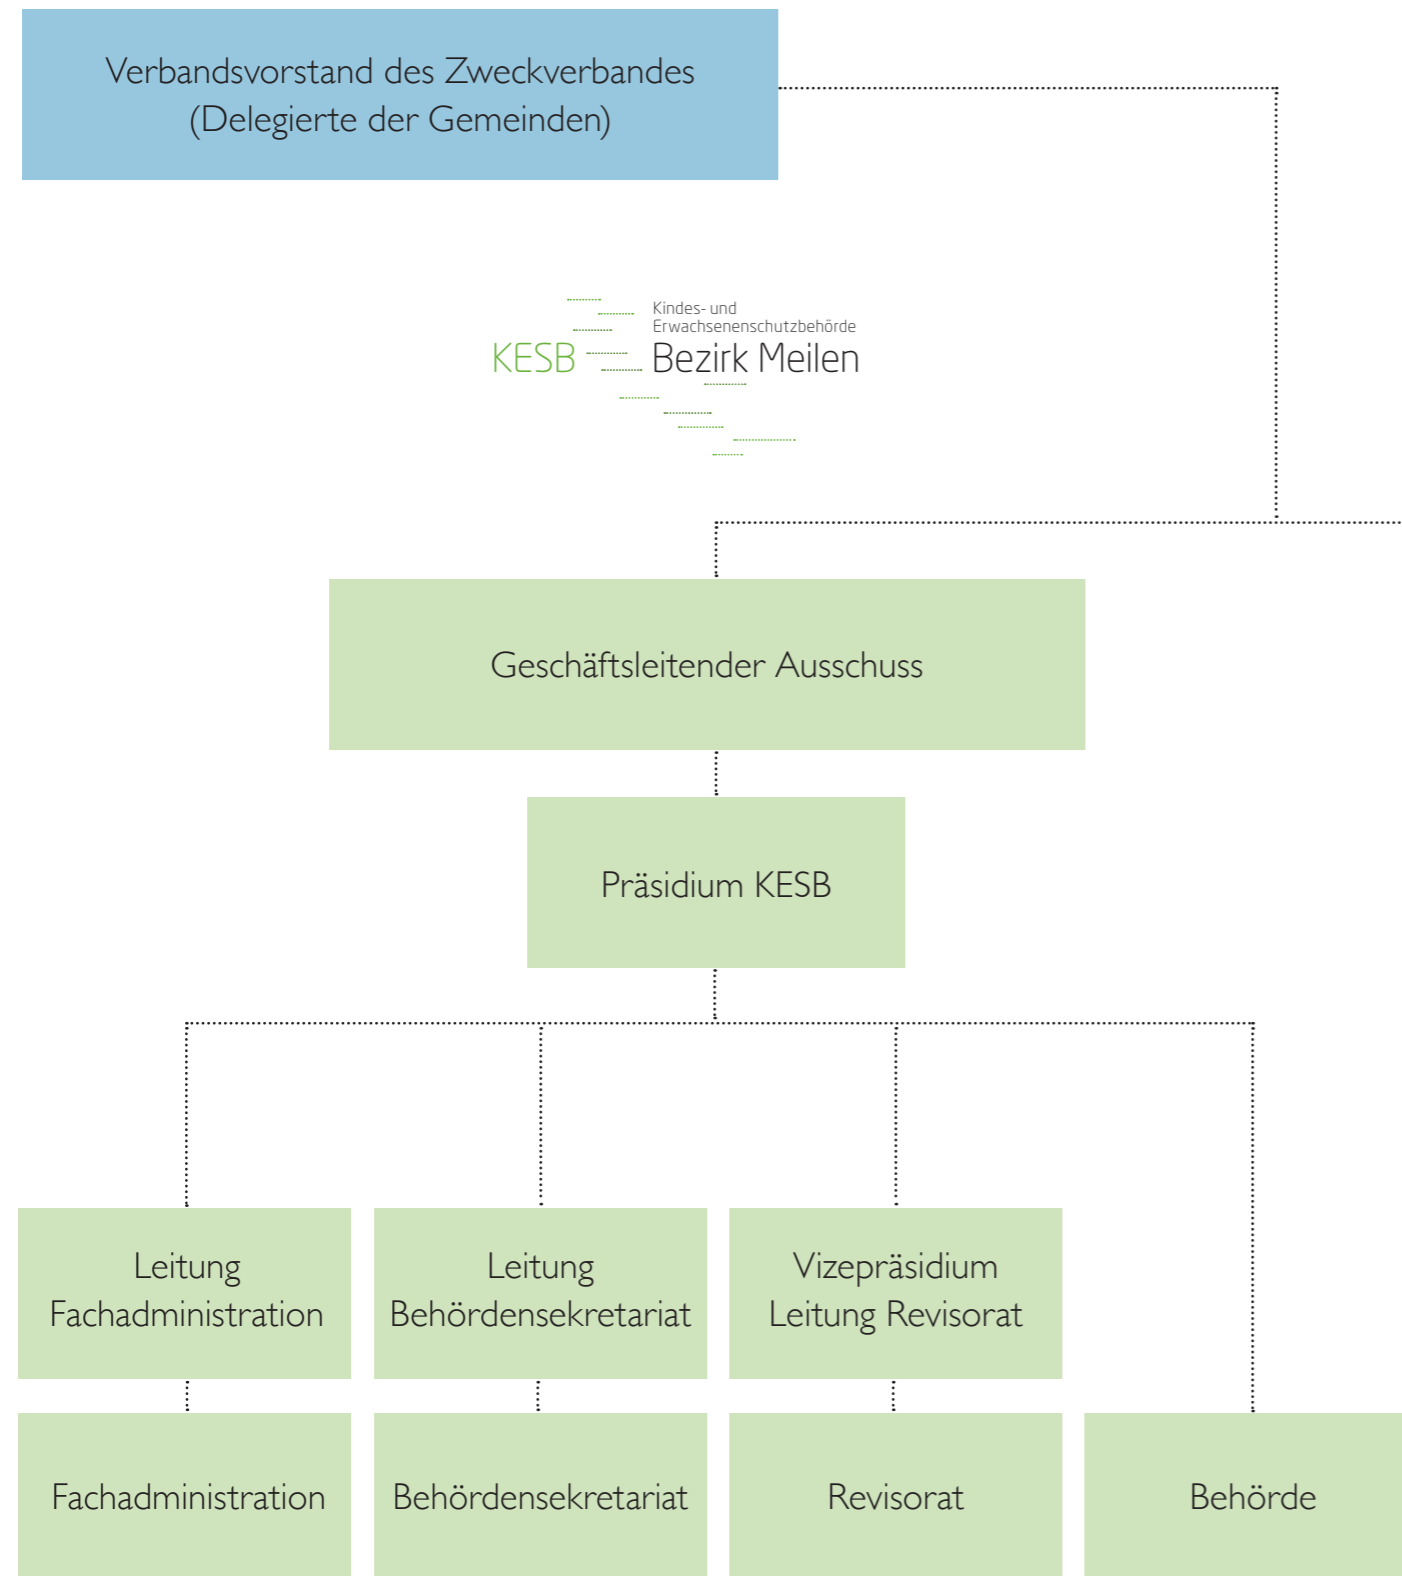 Verbandsvorstand des Zweckverbandes
(Delegierte der Gemeinden)
Kindes- und
Erwachsenenschutzbehörde
KESB Bezirk Meilen
Geschäftsleitender Ausschuss
Präsidium KESB
Leitung
Fachadministration
Leitung
Behördensekretariat
Vizepräsidium
Leitung Revisorat
Fachadministration
Behördensekretariat
Revisorat
Behörde